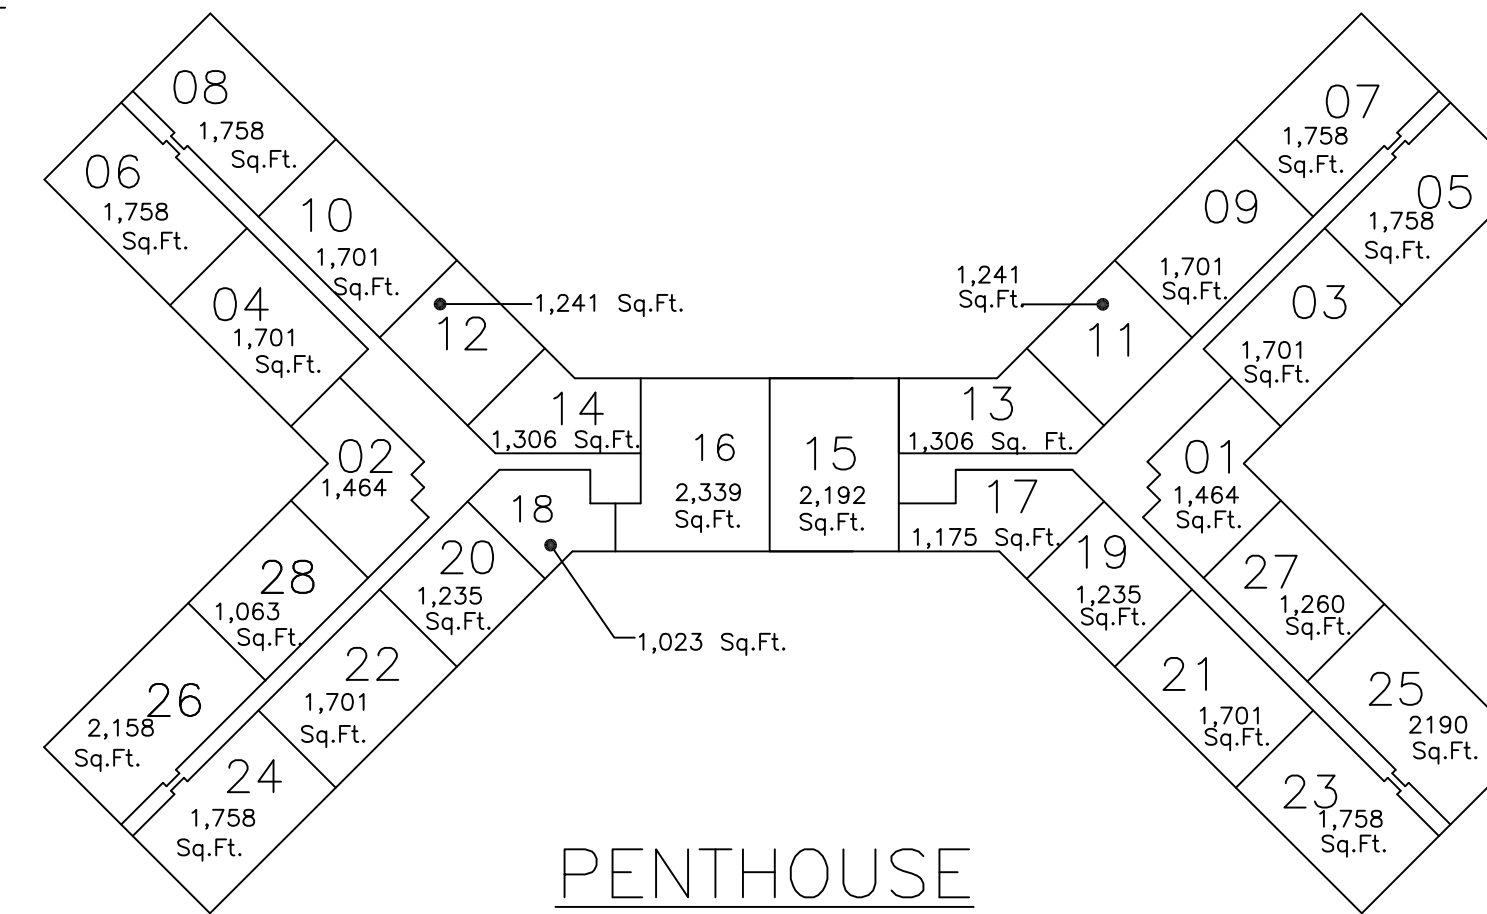 08
1,758
Sq.Ft.
06
1,758
Sq.Ft.
10
1,701
Sq.Ft.
04
1,701
Sq.Ft.
12
1,241 Sq.Ft.
14
1,306 Sq.Ft.
02
1,464
16
2,339
Sq.Ft.
15
2,192
Sq.Ft.
07
1,758
Sq.Ft.
05
1,758
Sq.Ft.
09
1,701
Sq.Ft.
03
1,701
Sq.Ft.
1,241
Sq.Ft.
11
13
1,306 Sq. Ft.
01
1,464
Sq.Ft.
18
1,023 Sq.Ft.
20
1,235
Sq.Ft.
28
1,063
Sq.Ft.
22
1,701
Sq.Ft.
26
2,158
Sq.Ft.
24
1,758
Sq.Ft.
17
1,175 Sq.Ft.
19
1,235
Sq.Ft.
27
1,260
Sq.Ft.
21
1,701
Sq.Ft.
25
2190
Sq.Ft.
23
1,758
Sq.Ft.
PENTHOUSE